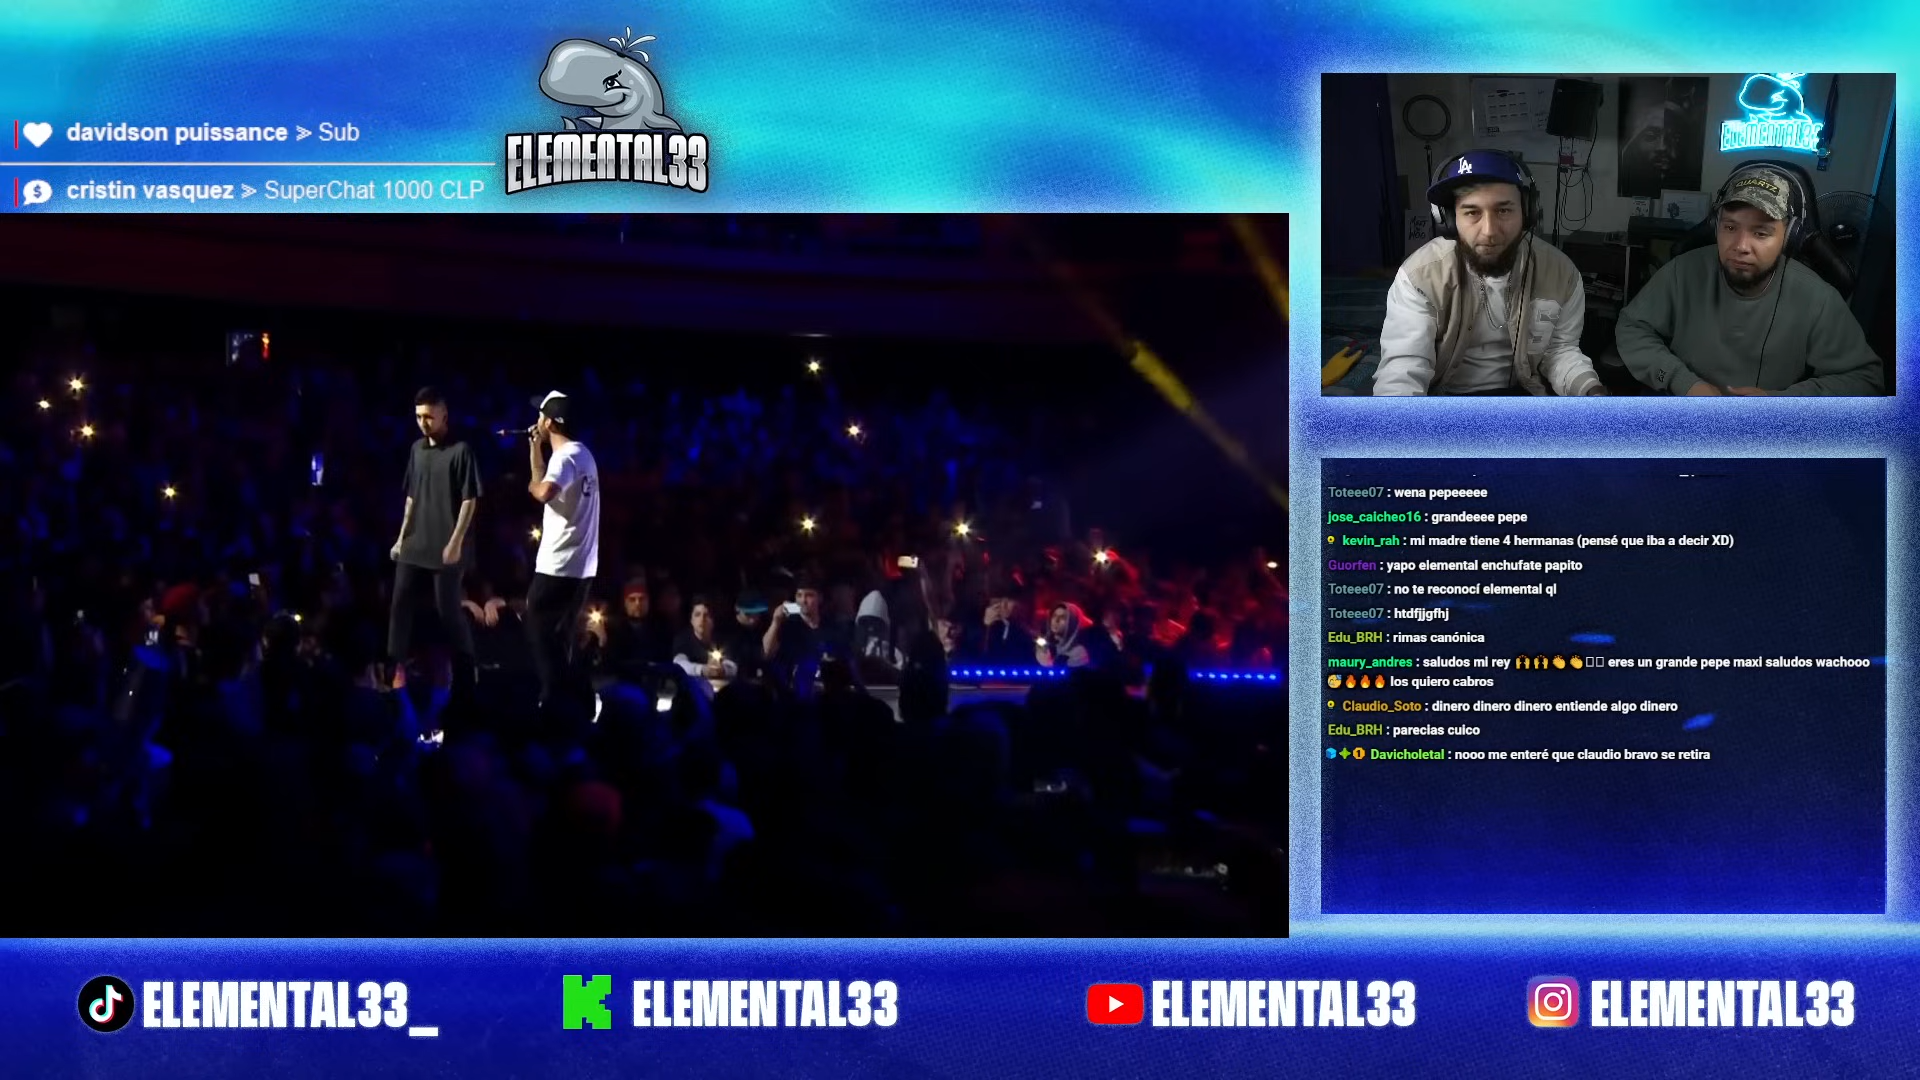 davidson puissance ➣ Sub
cristin vasquez ➣ SuperChat 1000 CLP
ELEMENTAL33
LA
QUARTZ
ELEMENTAL33
Toteee07 : wena pepeeeee
jose_calcheo16 : grandeeee pepe
kevin_rah : mi madre tiene 4 hermanas (pensé que iba a decir XD)
Guorfen : yapo elemental enchufate papito
Toteee07 : no te reconocí elemental ql
Toteee07 : htdfjjgfhj
Edu_BRH : rimas canónica
maury_andres : saludos mi rey 🙌🙌👏👏 eres un grande pepe maxi saludos wachooo
🥳🔥🔥🔥 los quiero cabros
Claudio_Soto : dinero dinero dinero entiende algo dinero
Edu_BRH : parecias cuico
Davicholetal : nooo me enteré que claudio bravo se retira
ELEMENTAL33_
ELEMENTAL33
ELEMENTAL33
ELEMENTAL33